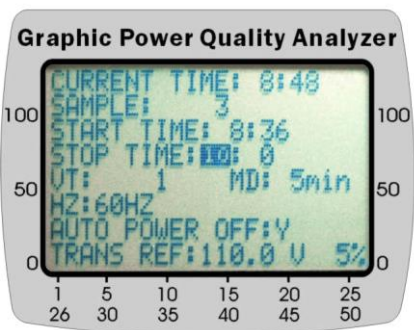 Graphic Power Quality Analyzer
CURRENT TIME: 8:48
SAMPLE: 3
START TIME: 8:36
STOP TIME:10: 0
VT: 1 MD: 5min
HZ:60HZ
AUTO POWER OFF:Y
TRANS REF:110.0 V 5%
100 100
50 50
0 0
1 5 10 15 20 25
26 30 35 40 45 50